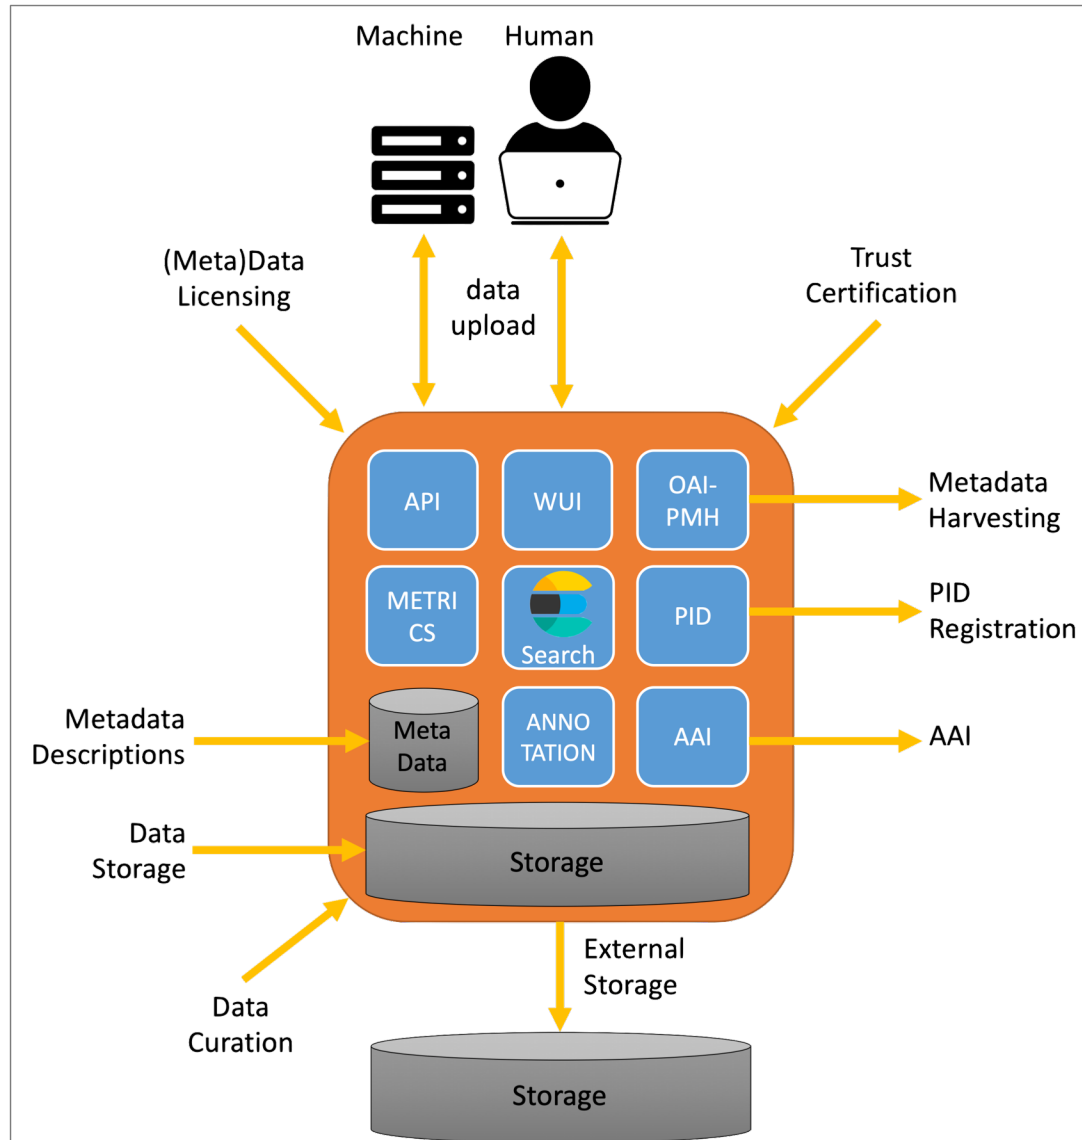 Machine
Human
(Meta)Data
Licensing
data
upload
Trust
Certification
API
WUI
OAI-
PMH
Metadata
Harvesting
METRI
CS
Search
PID
PID
Registration
Metadata
Descriptions
Meta
Data
ANNO
TATION
AAI
AAI
Data
Storage
Storage
External
Storage
Data
Curation
Storage